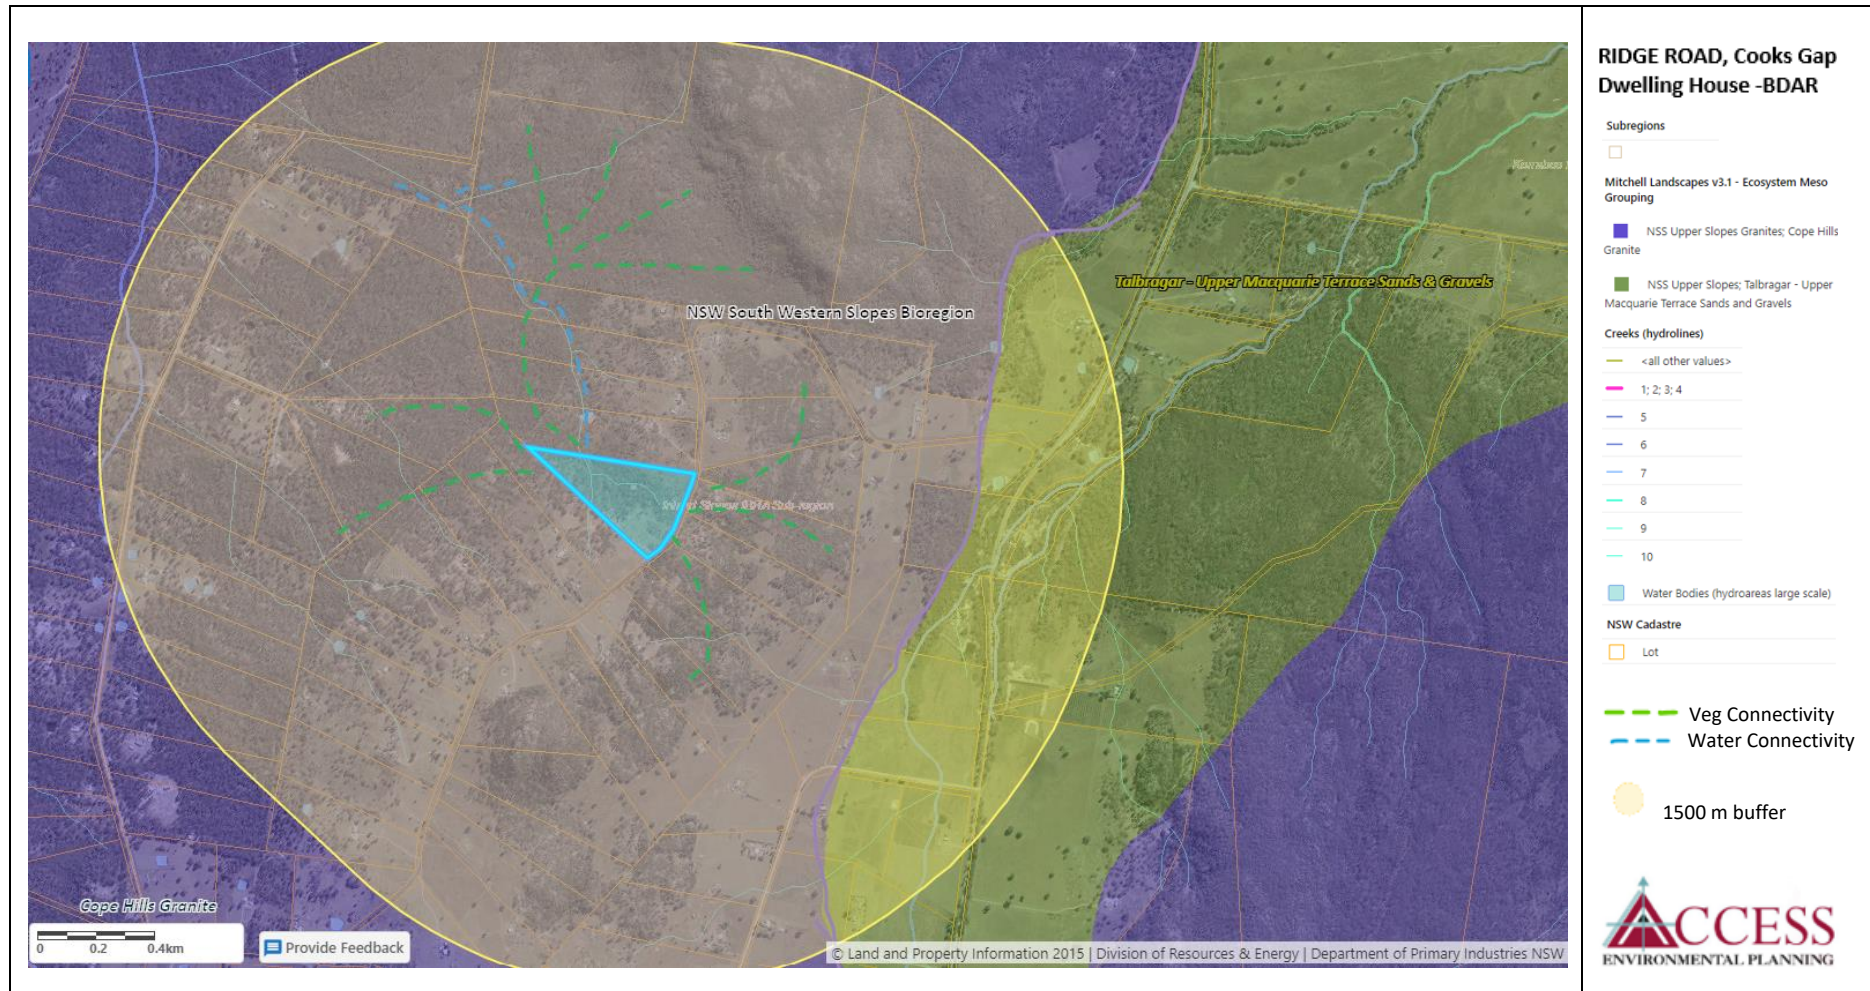 NSW South Western Slopes Bioregion
Talbragar - Upper Macquarie Terrace Sands & Gravels
Sub-region
Cope Hills Granite
0 0.2 0.4km
Provide Feedback
© Land and Property Information 2015 | Division of Resources & Energy | Department of Primary Industries NSW
RIDGE ROAD, Cooks Gap
Dwelling House -BDAR
Subregions
Mitchell Landscapes v3.1 - Ecosystem Meso
Grouping
NSS Upper Slopes Granites; Cope Hills
Granite
NSS Upper Slopes; Talbragar - Upper
Macquarie Terrace Sands and Gravels
Creeks (hydrolines)
<all other values>
1; 2; 3; 4
5
6
7
8
9
10
Water Bodies (hydroareas large scale)
NSW Cadastre
Lot
Veg Connectivity
Water Connectivity
1500 m buffer
ACCESS
ENVIRONMENTAL PLANNING